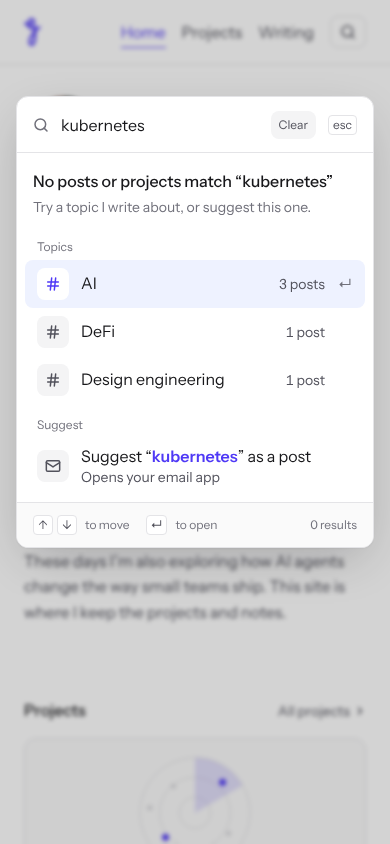 Home Projects Writing
kubernetes Clear esc
No posts or projects match “kubernetes”
Try a topic I write about, or suggest this one.
Topics
AI 3 posts
DeFi 1 post
Design engineering 1 post
Suggest
Suggest “kubernetes” as a post
Opens your email app
to move to open 0 results
These days I'm also exploring how AI agents
change the way small teams ship. This site is
where I keep the projects and notes.
Projects All projects